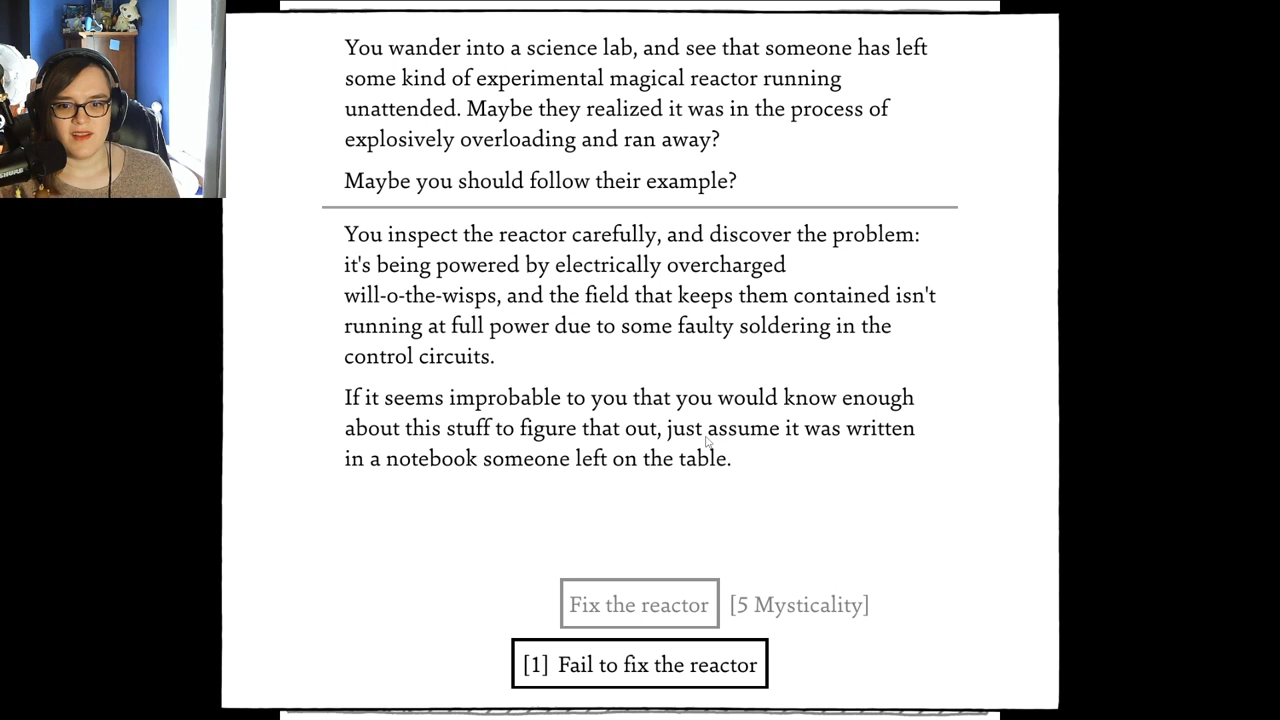 You wander into a science lab, and see that someone has left
some kind of experimental magical reactor running
unattended. Maybe they realized it was in the process of
explosively overloading and ran away?
Maybe you should follow their example?
You inspect the reactor carefully, and discover the problem:
it's being powered by electrically overcharged
will-o-the-wisps, and the field that keeps them contained isn't
running at full power due to some faulty soldering in the
control circuits.
If it seems improbable to you that you would know enough
about this stuff to figure that out, just assume it was written
in a notebook someone left on the table.
Fix the reactor [5 Mysticality]
[1] Fail to fix the reactor
SHURE